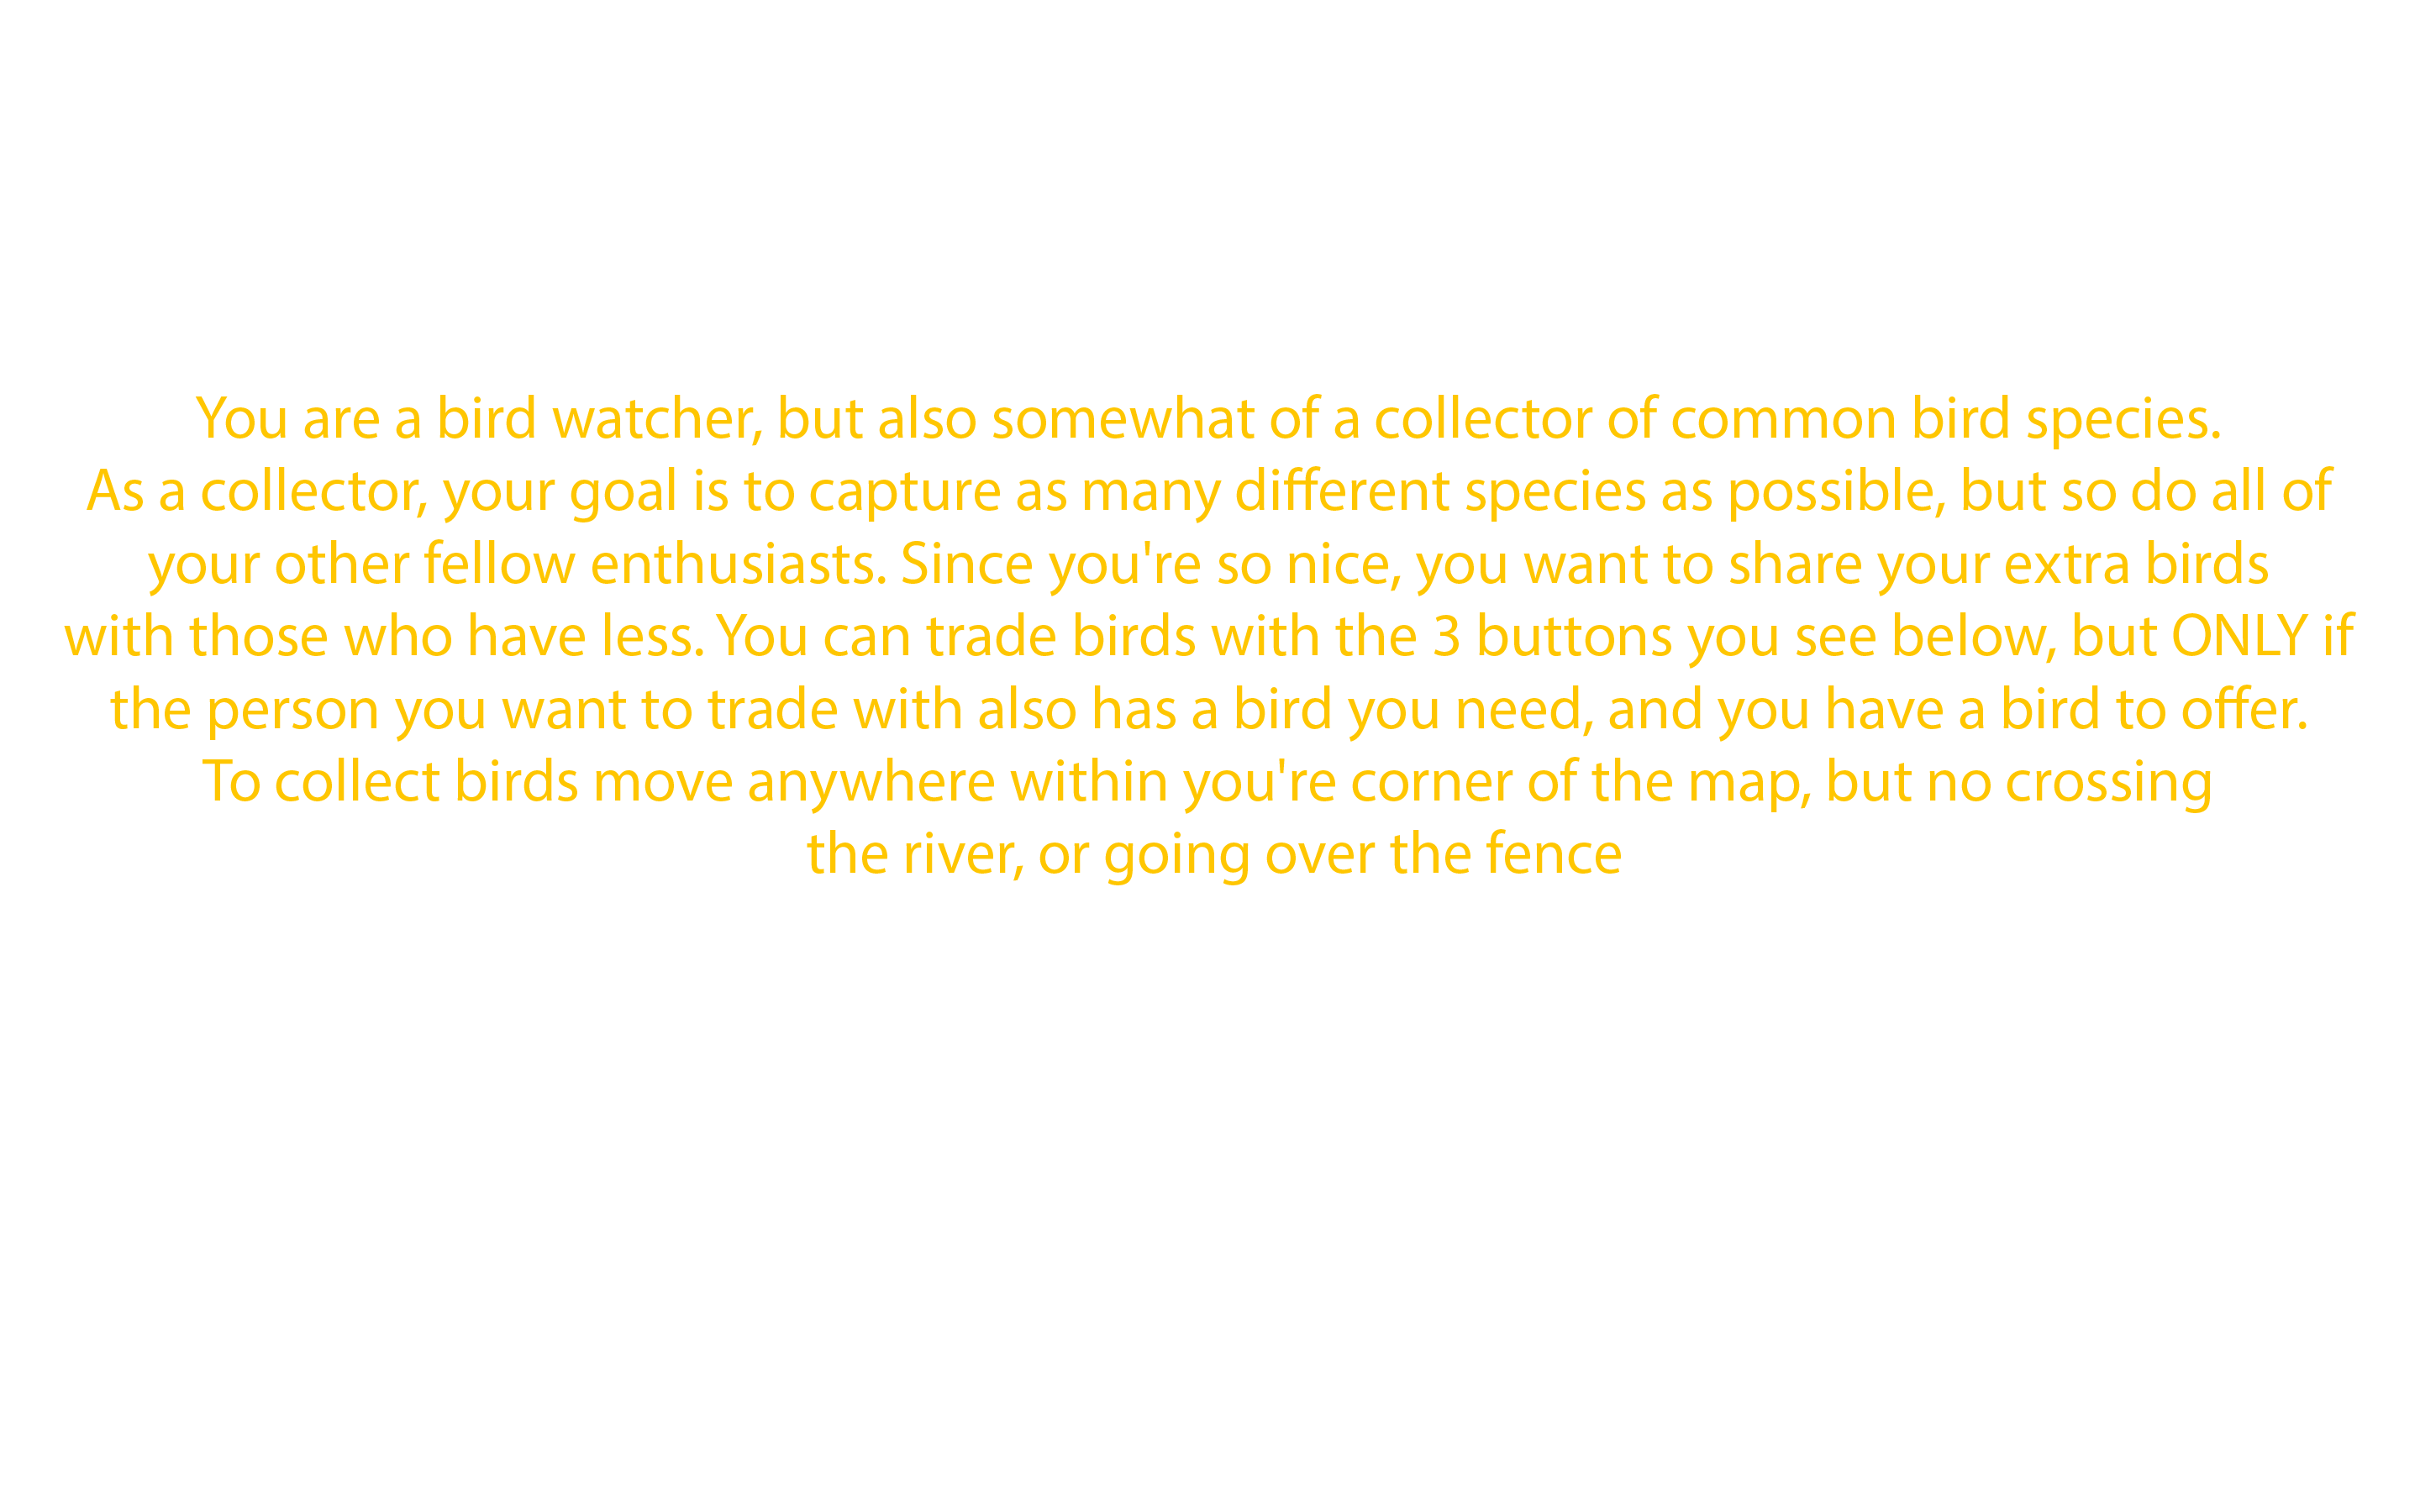 You are a bird watcher, but also somewhat of a collector of common bird species.
As a collector, your goal is to capture as many different species as possible, but so do all of
your other fellow enthusiasts. Since you're so nice, you want to share your extra birds
with those who have less. You can trade birds with the 3 buttons you see below, but ONLY if
the person you want to trade with also has a bird you need, and you have a bird to offer.
To collect birds move anywhere within you're corner of the map, but no crossing
the river, or going over the fence